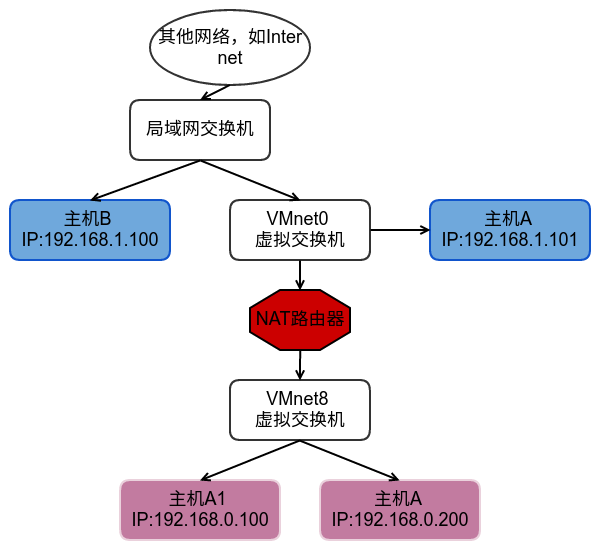 其他网络，如Inter
net
局域网交换机
主机B
IP:192.168.1.100
VMnet0
虚拟交换机
主机A
IP:192.168.1.101
NAT路由器
VMnet8
虚拟交换机
主机A1
IP:192.168.0.100
主机A
IP:192.168.0.200